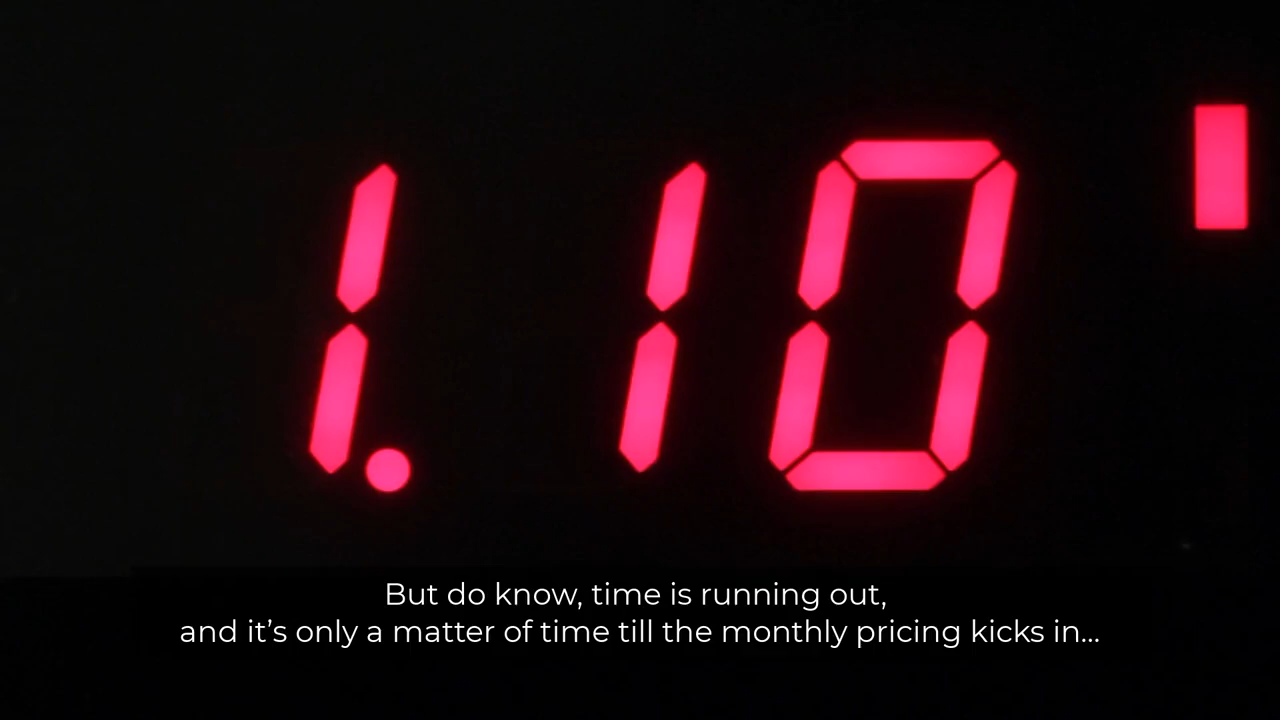 1.10'
But do know, time is running out,
and it’s only a matter of time till the monthly pricing kicks in...